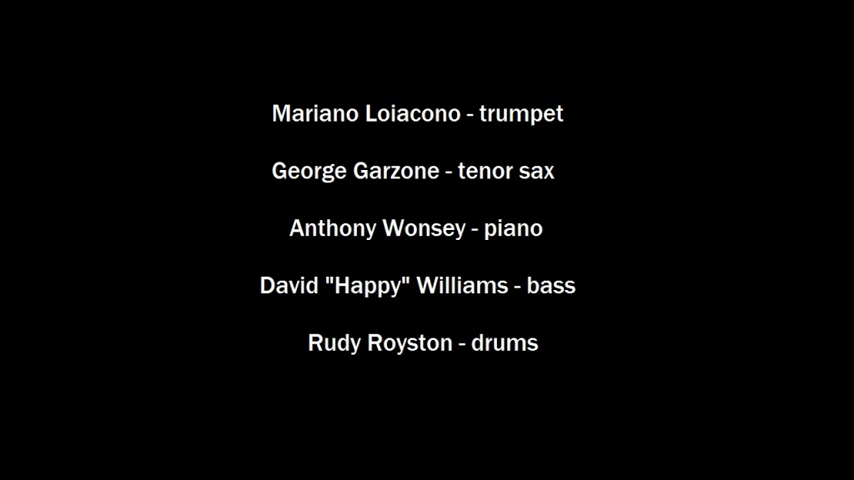 Mariano Loiacono - trumpet
George Garzone - tenor sax
Anthony Wonsey - piano
David "Happy" Williams - bass
Rudy Royston - drums